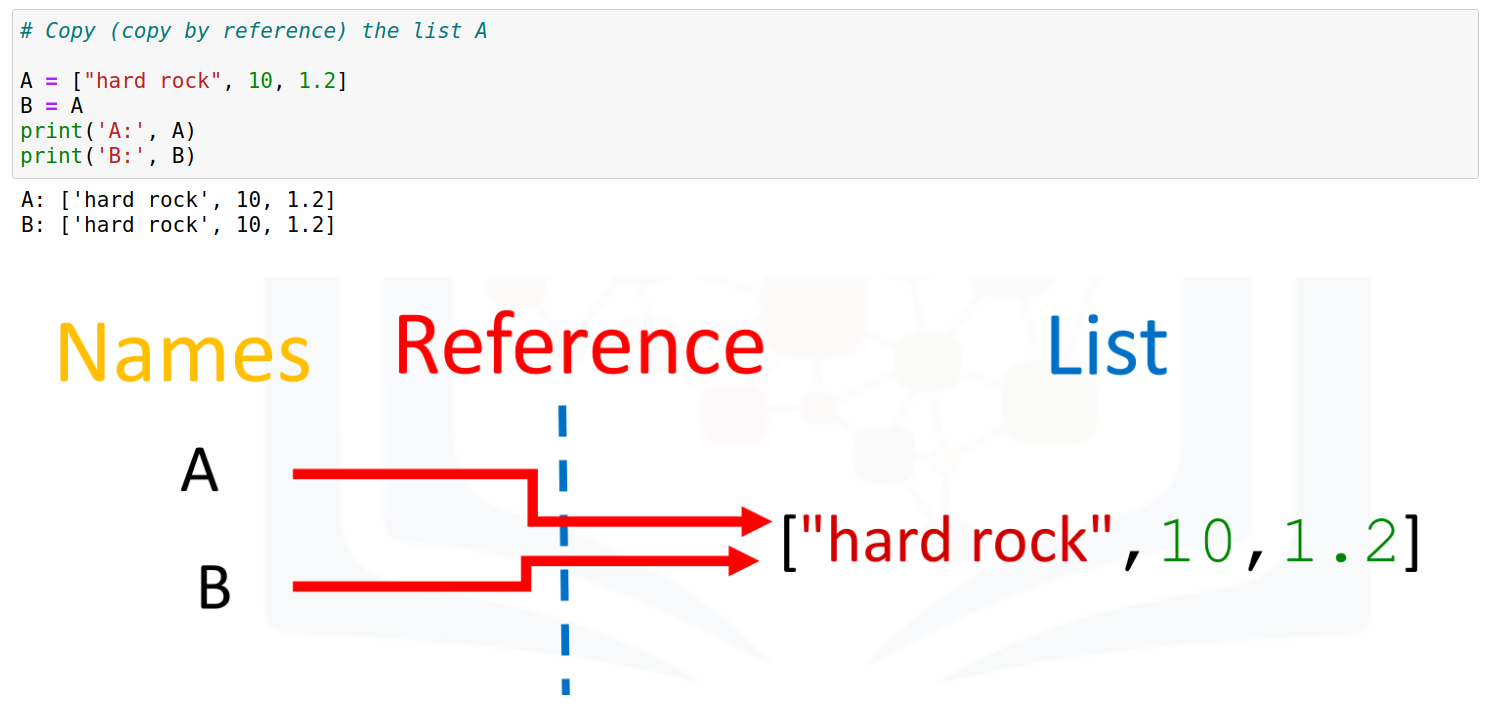 # Copy (copy by reference) the list A
A = ["hard rock", 10, 1.2]
B = A
print('A:', A)
print('B:', B)
A: ['hard rock', 10, 1.2]
B: ['hard rock', 10, 1.2]
Names Reference List
A
["hard rock",10,1.2]
B